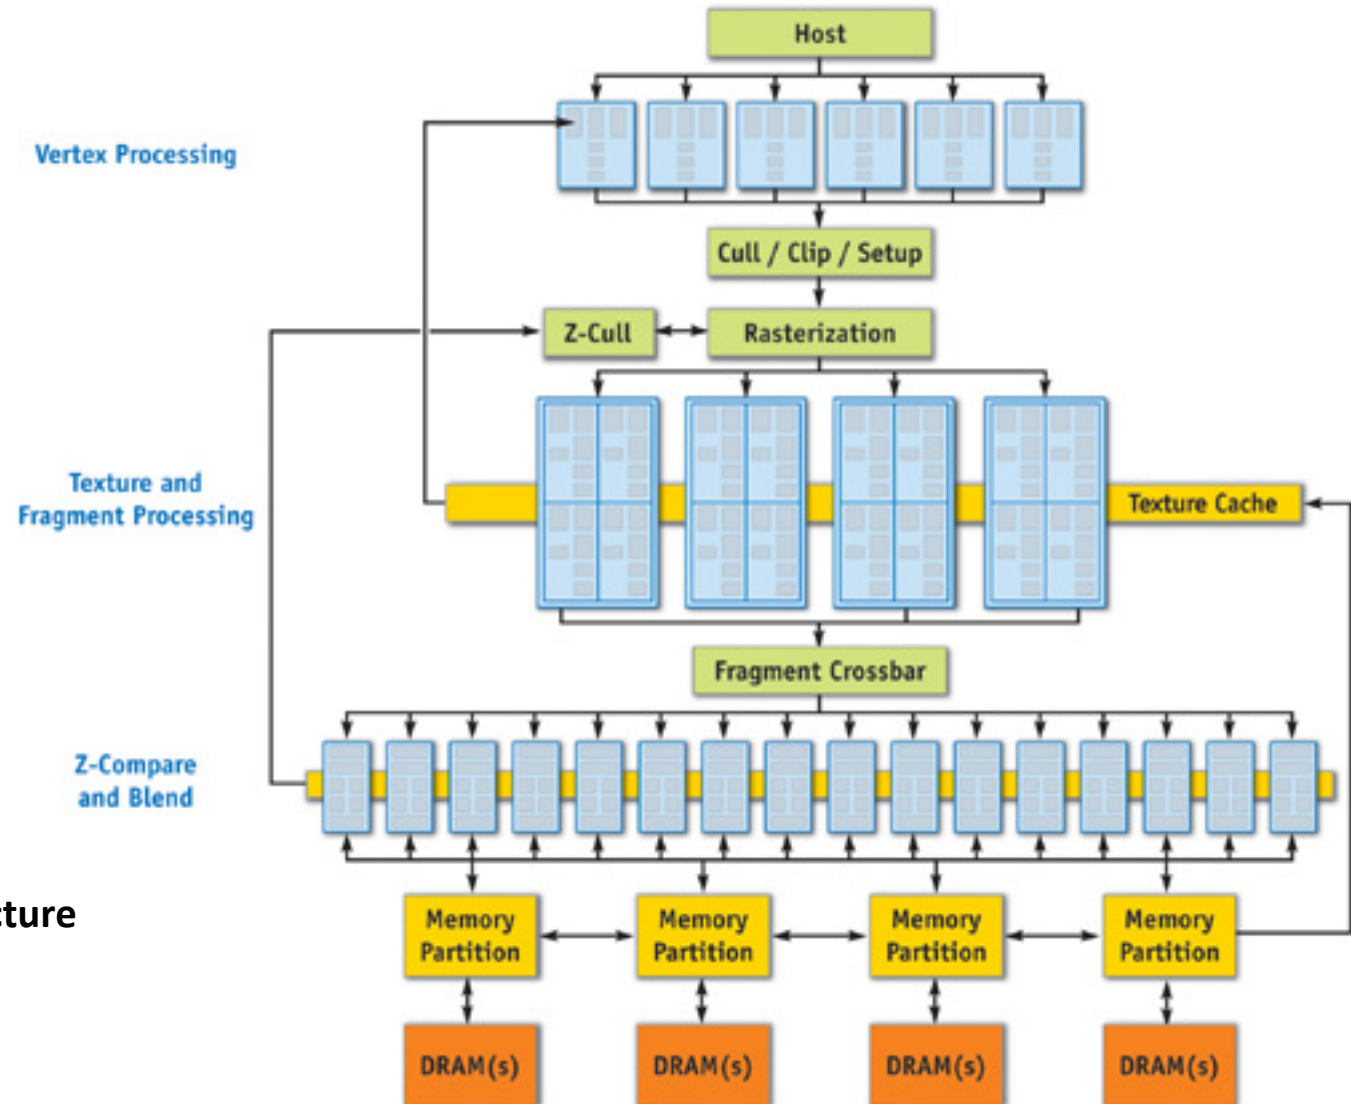 Host
Vertex Processing
Cull / Clip / Setup
Z-Cull
Rasterization
Texture and
Fragment Processing
Texture Cache
Fragment Crossbar
Z-Compare
and Blend
cture
Memory
Partition
Memory
Partition
Memory
Partition
Memory
Partition
DRAM(s)
DRAM(s)
DRAM(s)
DRAM(s)